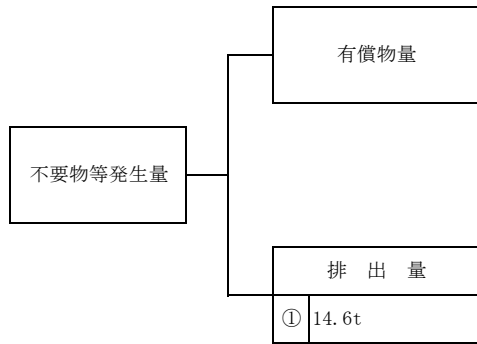 有償物量
不要物等発生量
排 出 量
① 14.6t